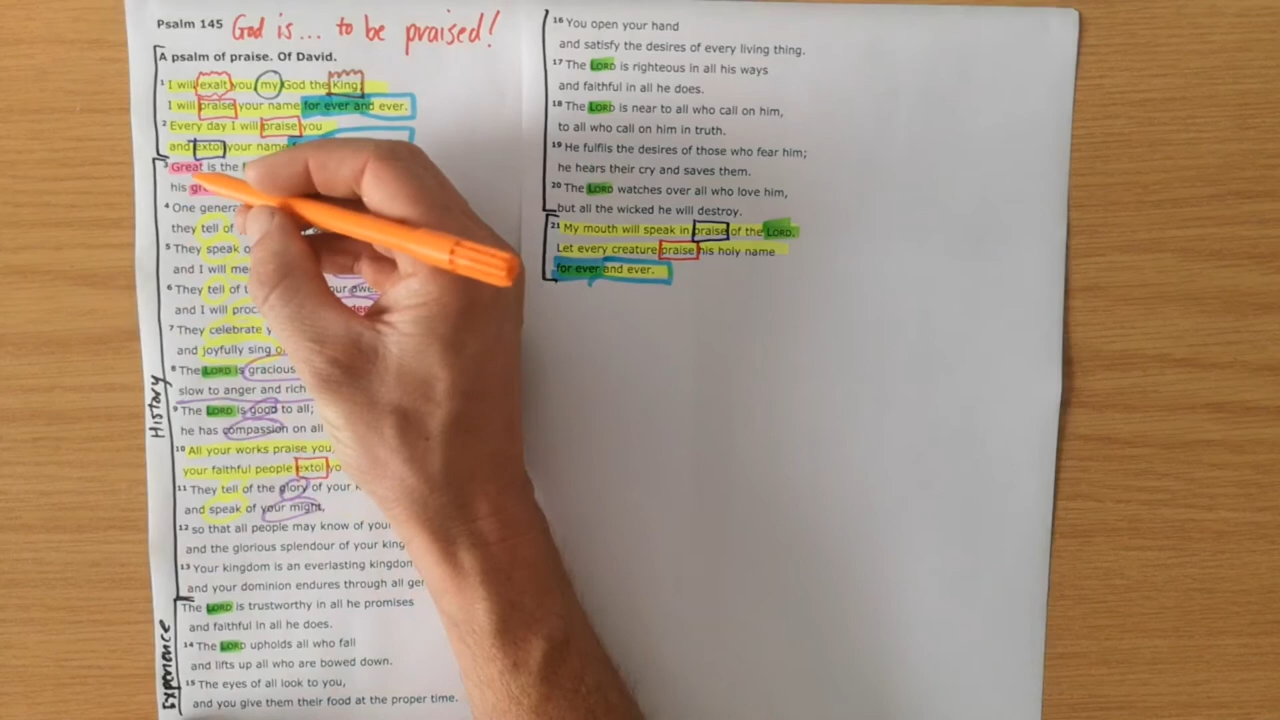 Psalm 145 God is... to be praised!
A psalm of praise. Of David.
1 I will exalt you, my God the King;
I will praise your name for ever and ever.
2 Every day I will praise you
and extol your name
3 Great is the
his
4 One
they tell of
5 They speak
and I will
6 They tell of
and I will
7 They celebrate
and joyfully sing
8 The LORD is gracious
slow to anger and rich
9 The LORD is good to all;
he has compassion on all
10 All your works praise you,
your faithful people extol
11 They tell of the glory of your
and speak of your might,
12 so that all people may know of
and the glorious splendour of your
13 Your kingdom is an everlasting
and your dominion endures through all
The LORD is trustworthy in all he promises
and faithful in all he does.
14 The LORD upholds all who fall
and lifts up all who are bowed down.
15 The eyes of all look to you,
and you give them their food at the proper time.
History
Experience
16 You open your hand
and satisfy the desires of every living thing.
17 The LORD is righteous in all his ways
and faithful in all he does.
18 The LORD is near to all who call on him,
to all who call on him in truth.
19 He fulfils the desires of those who fear him;
he hears their cry and saves them.
20 The LORD watches over all who love him,
but all the wicked he will destroy.
21 My mouth will speak in praise of the LORD.
Let every creature praise his holy name
for ever and ever.